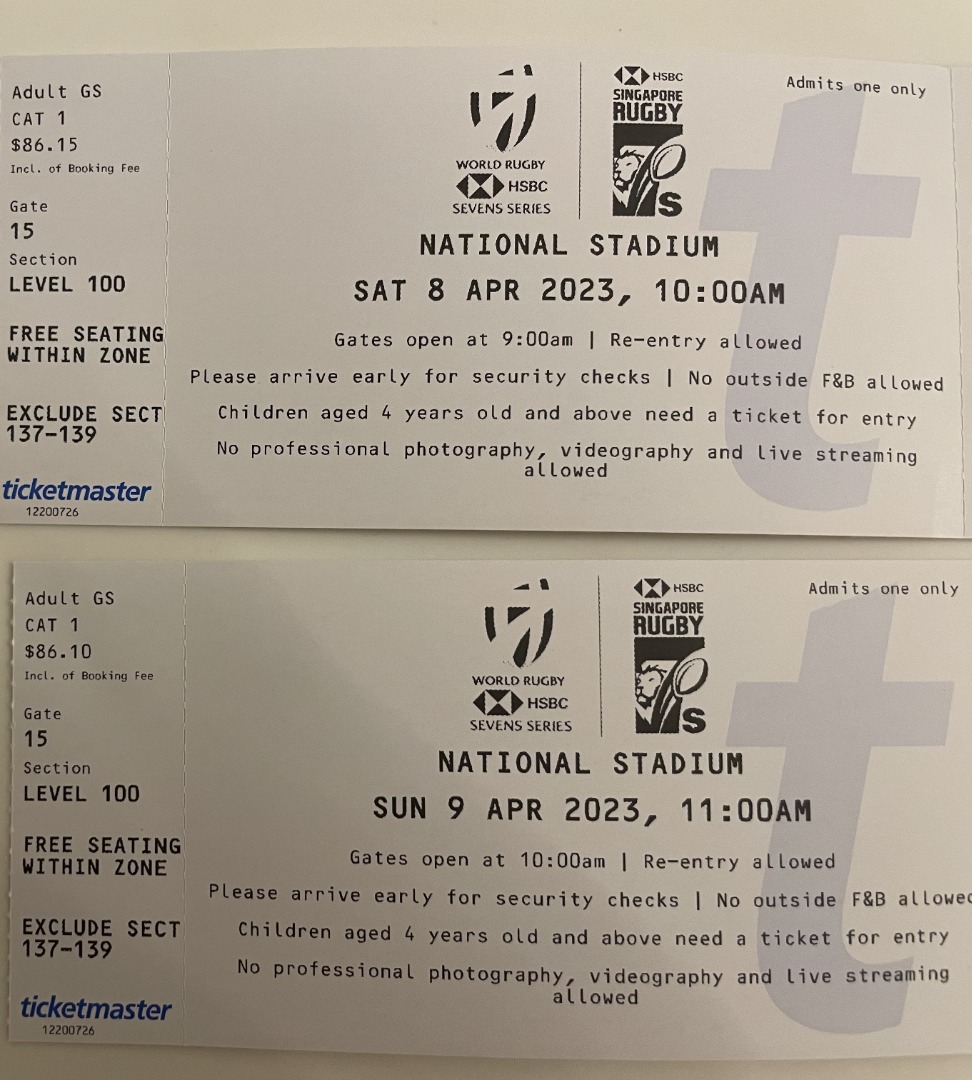 Adult GS
CAT 1
$86.15
Incl. of Booking Fee
Gate
15
Section
LEVEL 100
FREE SEATING
WITHIN ZONE
EXCLUDE SECT
137-139
ticketmaster
12200726
WORLD RUGBY
HSBC
SEVENS SERIES
HSBC
SINGAPORE
RUGBY
7S
Admits one only
t
NATIONAL STADIUM
SAT 8 APR 2023, 10:00AM
Gates open at 9:00am | Re-entry allowed
Please arrive early for security checks | No outside F&B allowed
Children aged 4 years old and above need a ticket for entry
No professional photography, videography and live streaming
allowed
Adult GS
CAT 1
$86.10
Incl. of Booking Fee
Gate
15
Section
LEVEL 100
FREE SEATING
WITHIN ZONE
EXCLUDE SECT
137-139
ticketmaster
12200726
WORLD RUGBY
HSBC
SEVENS SERIES
HSBC
SINGAPORE
RUGBY
7S
Admits one only
t
NATIONAL STADIUM
SUN 9 APR 2023, 11:00AM
Gates open at 10:00am | Re-entry allowed
Please arrive early for security checks | No outside F&B allowed
Children aged 4 years old and above need a ticket for entry
No professional photography, videography and live streaming
allowed